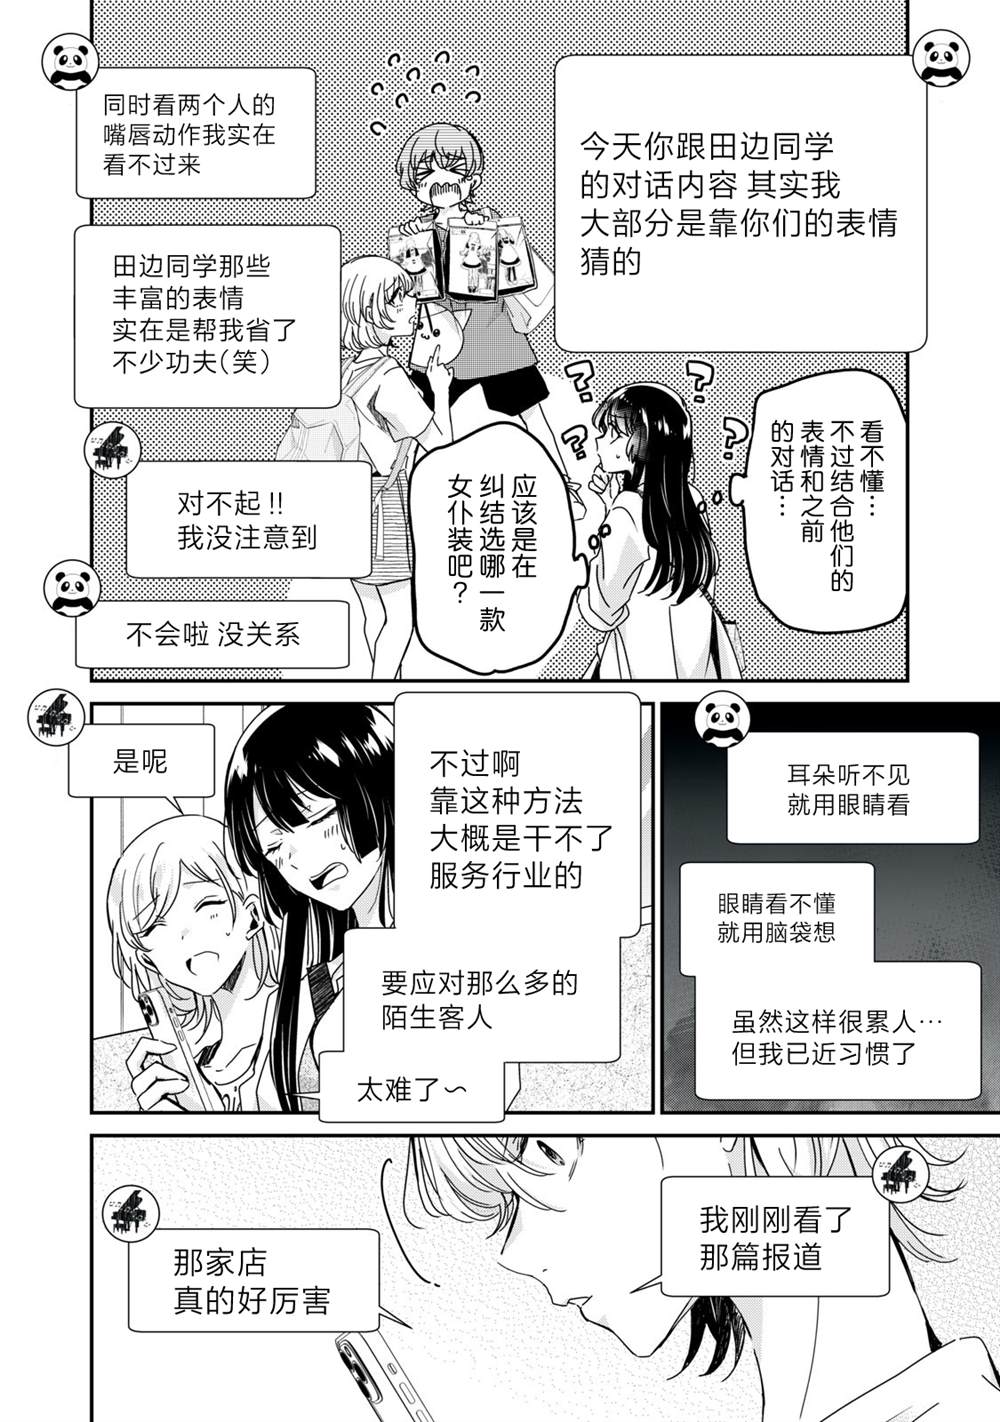 今天你跟田边同学
的对话内容 其实我
大部分是靠你们的表情
猜的
同时看两个人的
嘴唇动作我实在
看不过来
田边同学那些
丰富的表情
实在是帮我省了
不少功夫(笑)
看不懂…
不过结合他们的
表情和之前
的对话…
应该是在
纠结选哪一款
女仆装吧？
对不起!!
我没注意到
不会啦 没关系
耳朵听不见
就用眼睛看
眼睛看不懂
就用脑袋想
虽然这样很累人…
但我已近习惯了
不过啊
靠这种方法
大概是干不了
服务行业的
要应对那么多的
陌生客人
太难了～
是呢
我刚刚看了
那篇报道
那家店
真的好厉害